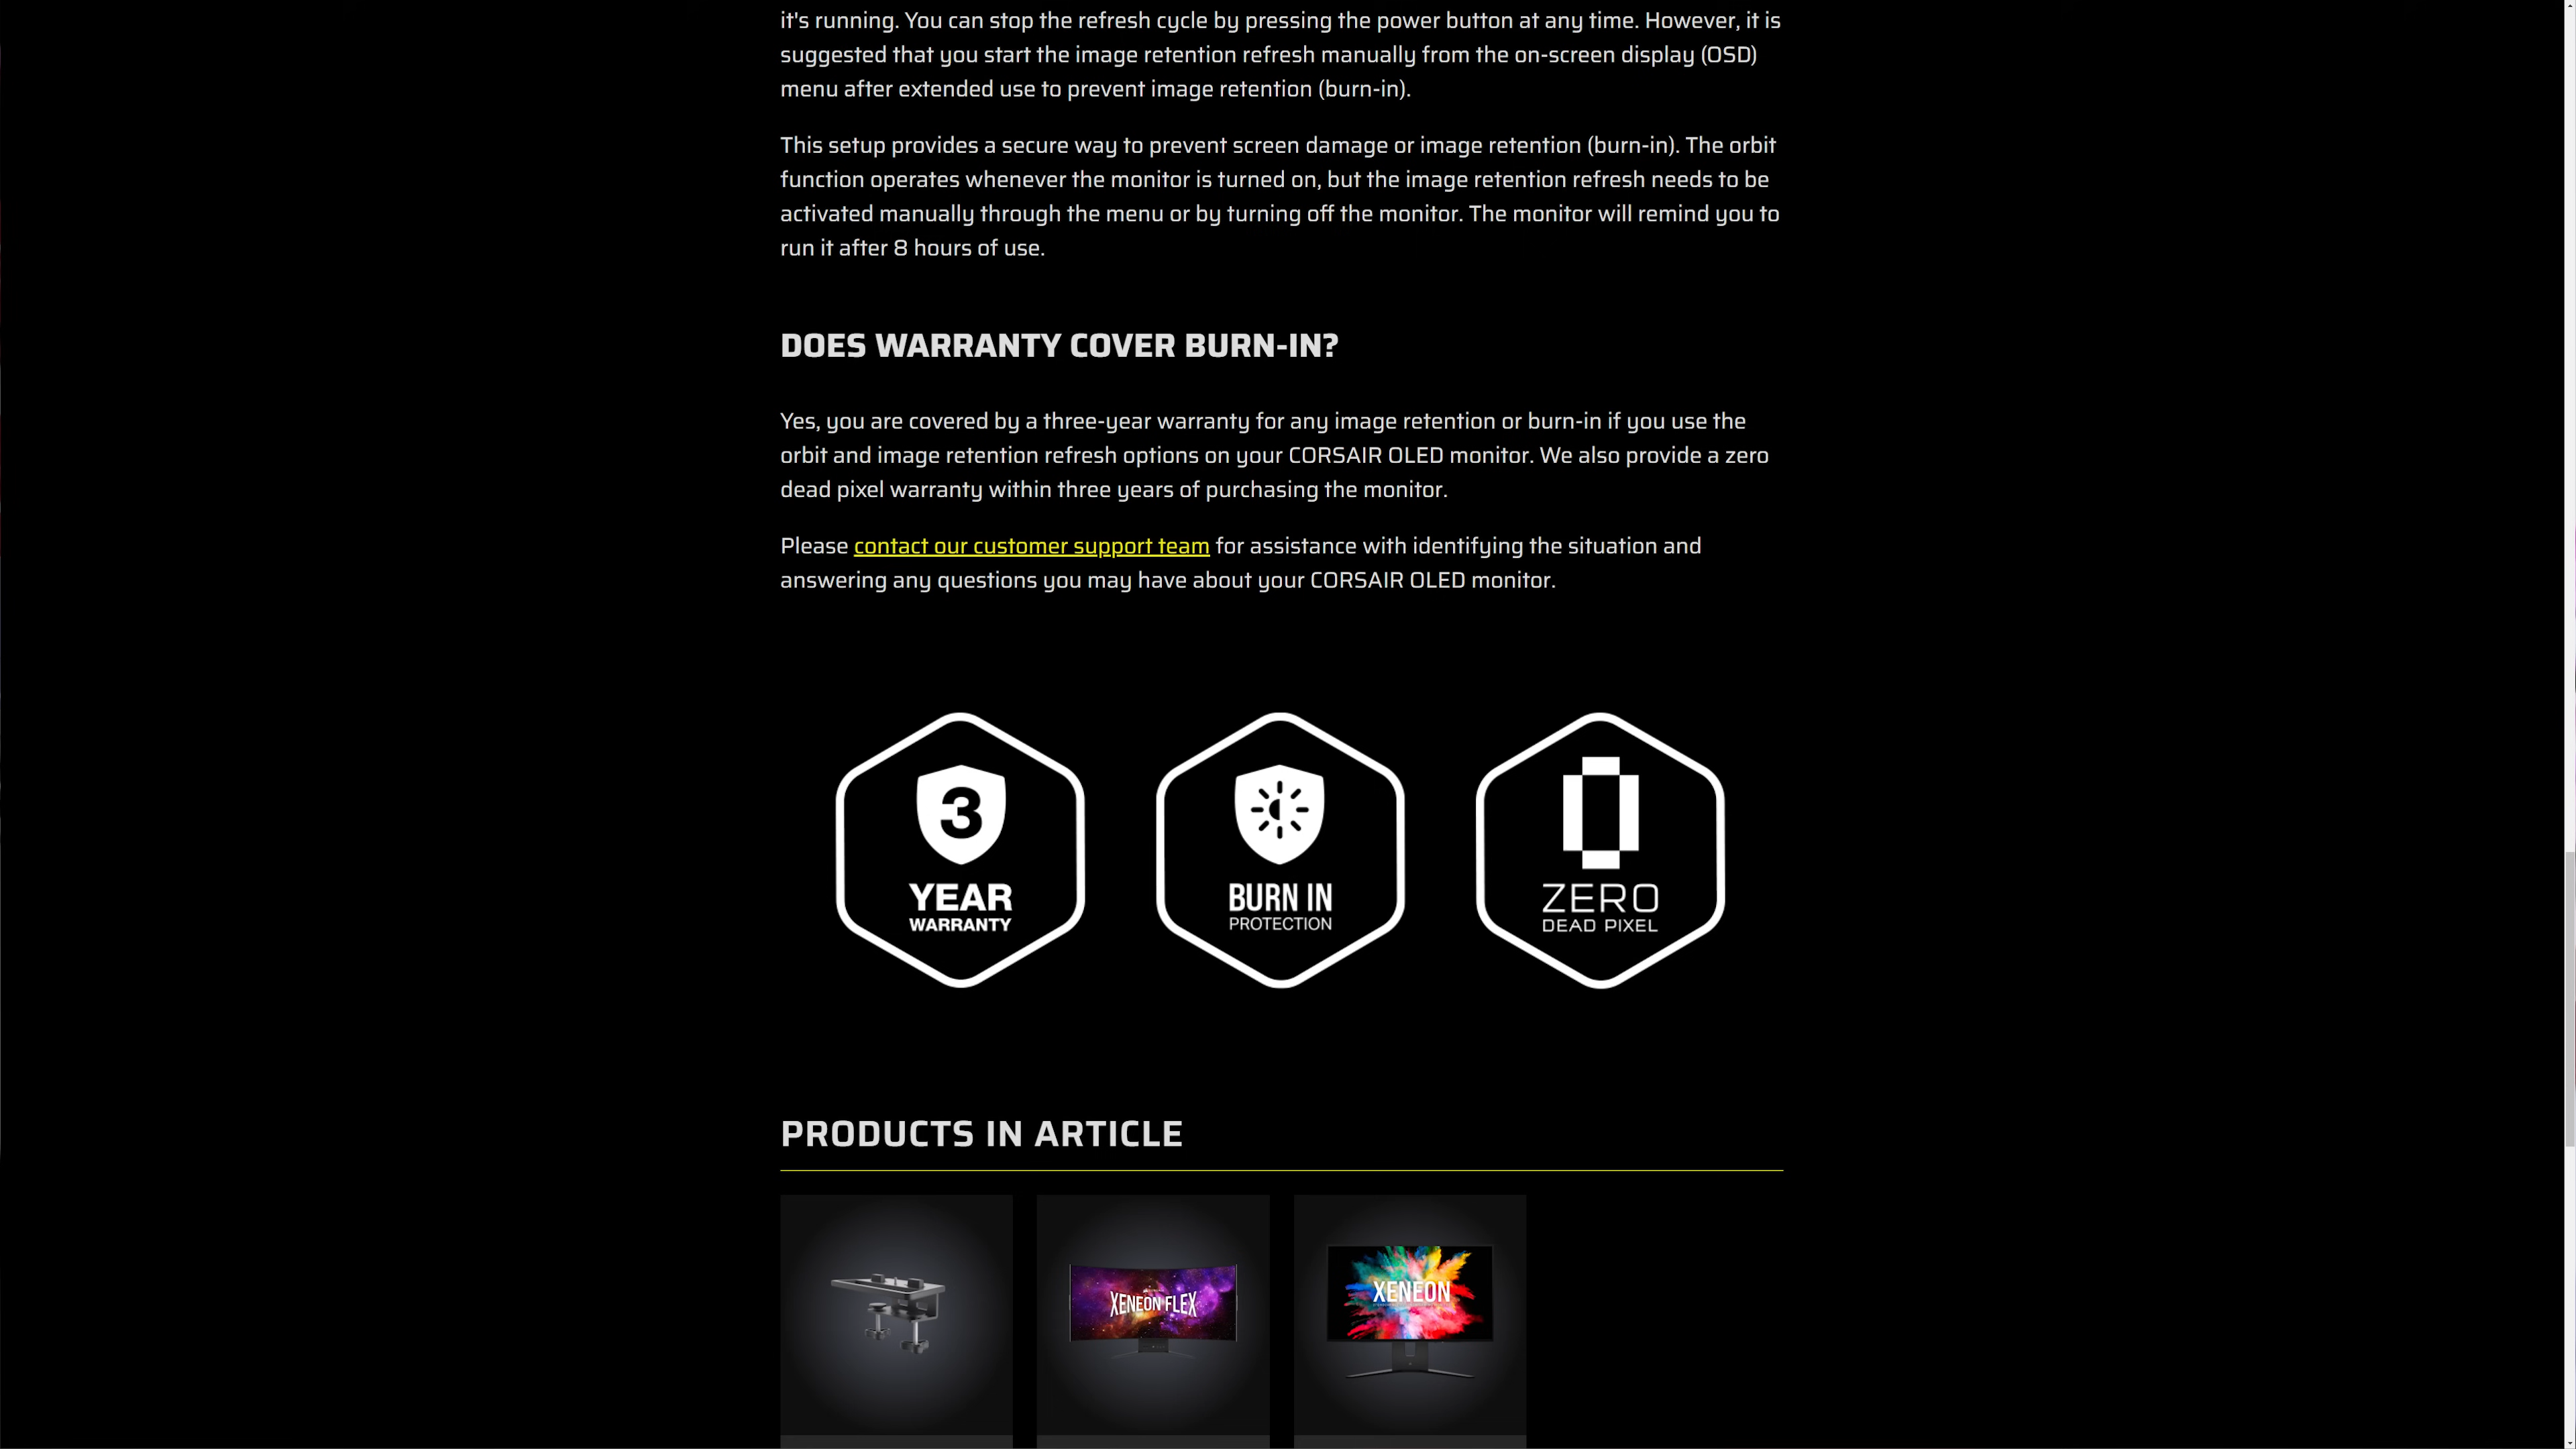 it's running. You can stop the refresh cycle by pressing the power button at any time. However, it is
suggested that you start the image retention refresh manually from the on-screen display (OSD)
menu after extended use to prevent image retention (burn-in).
This setup provides a secure way to prevent screen damage or image retention (burn-in). The orbit
function operates whenever the monitor is turned on, but the image retention refresh needs to be
activated manually through the menu or by turning off the monitor. The monitor will remind you to
run it after 8 hours of use.
DOES WARRANTY COVER BURN-IN?
Yes, you are covered by a three-year warranty for any image retention or burn-in if you use the
orbit and image retention refresh options on your CORSAIR OLED monitor. We also provide a zero
dead pixel warranty within three years of purchasing the monitor.
Please contact our customer support team for assistance with identifying the situation and
answering any questions you may have about your CORSAIR OLED monitor.
3
YEAR
WARRANTY
BURN IN
PROTECTION
0
ZERO
DEAD PIXEL
PRODUCTS IN ARTICLE
XENEON FLEX
XENEON